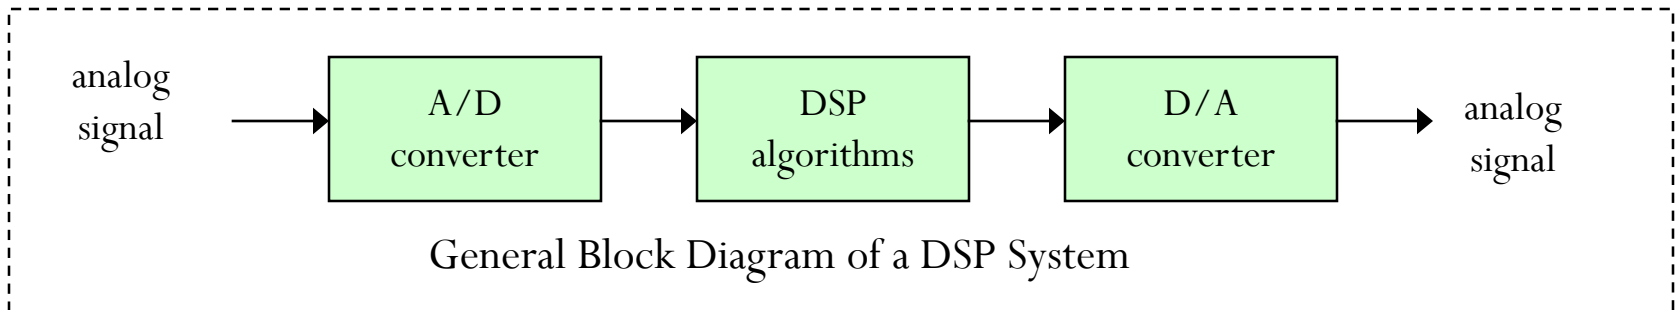 analog
signal
A/D
converter
DSP
algorithms
D/A
converter
analog
signal
General Block Diagram of a DSP System